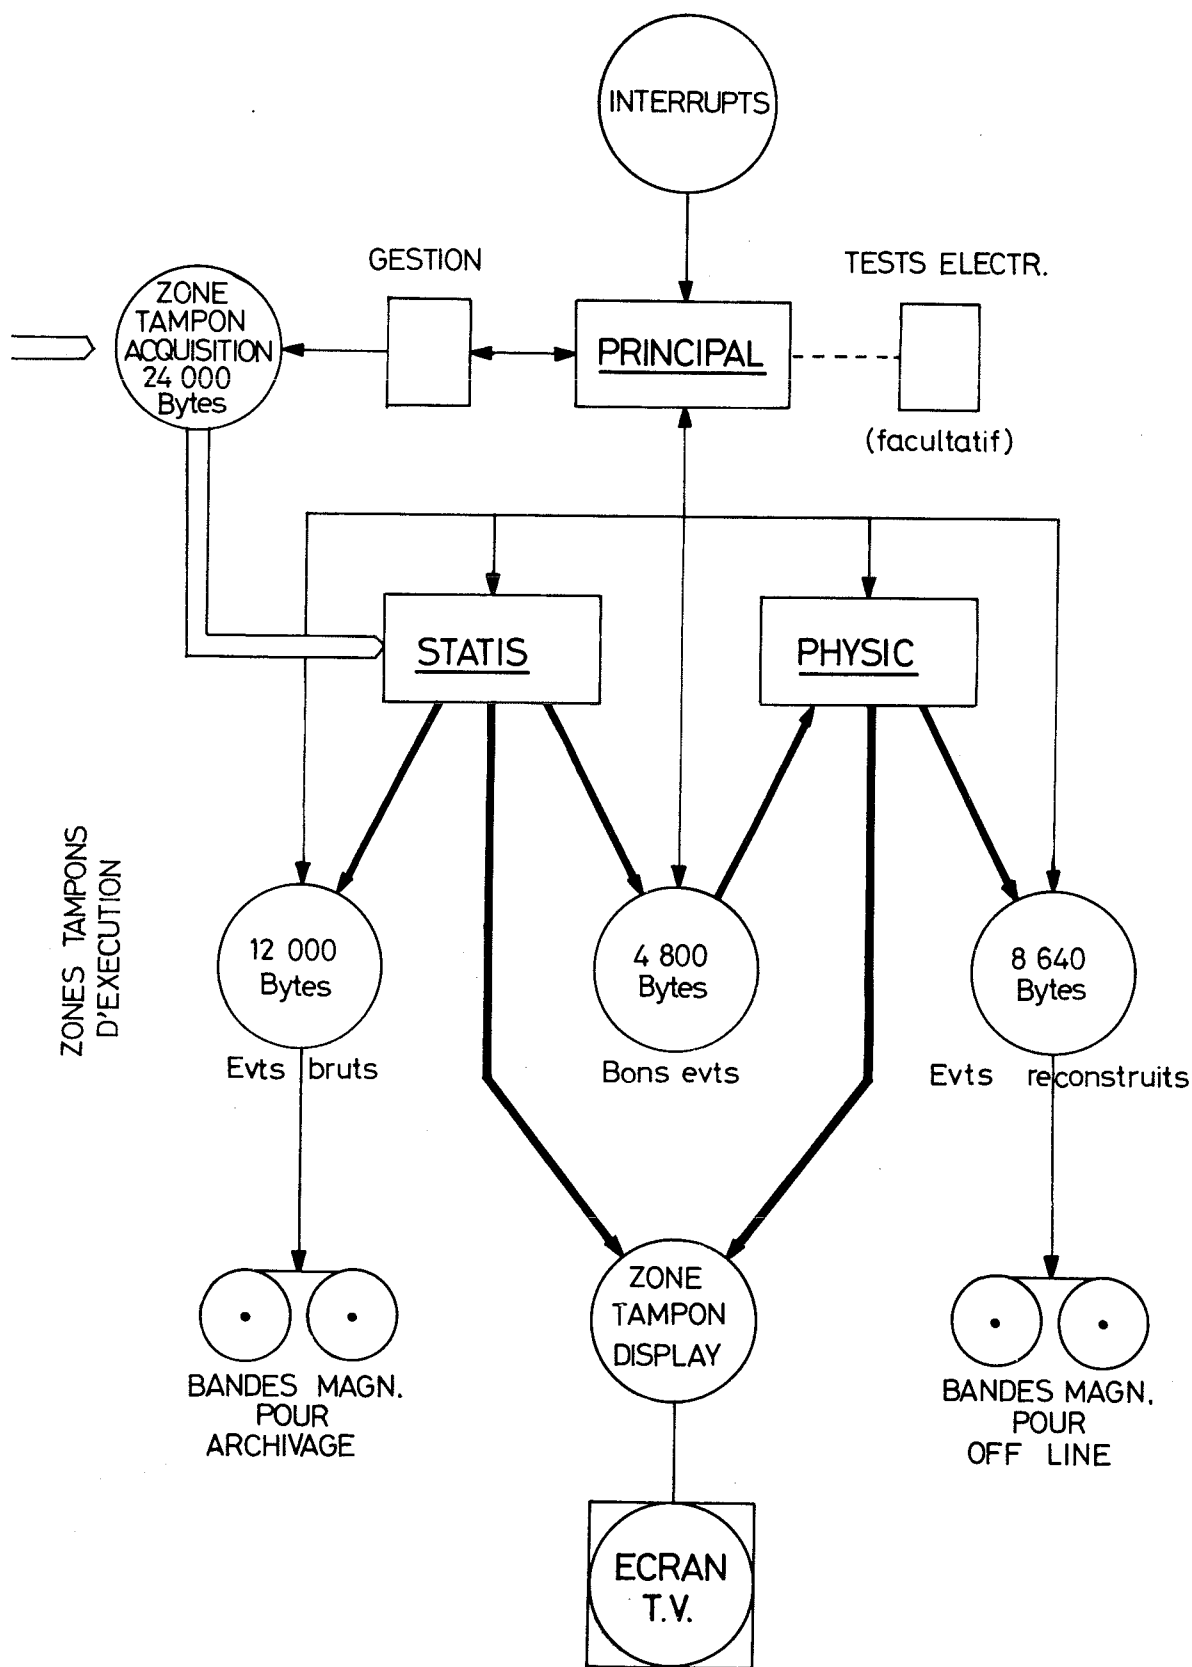 INTERRUPTS
GESTION
TESTS ELECTR.
ZONE
TAMPON
ACQUISITION
24 000
Bytes
PRINCIPAL
(facultatif)
STATIS
PHYSIC
ZONES TAMPONS
D'EXECUTION
12 000
Bytes
4 800
Bytes
8 640
Bytes
Evts bruts
Bons evts
Evts reconstruits
ZONE
TAMPON
DISPLAY
BANDES MAGN.
POUR
ARCHIVAGE
BANDES MAGN.
POUR
OFF LINE
ECRAN
T.V.